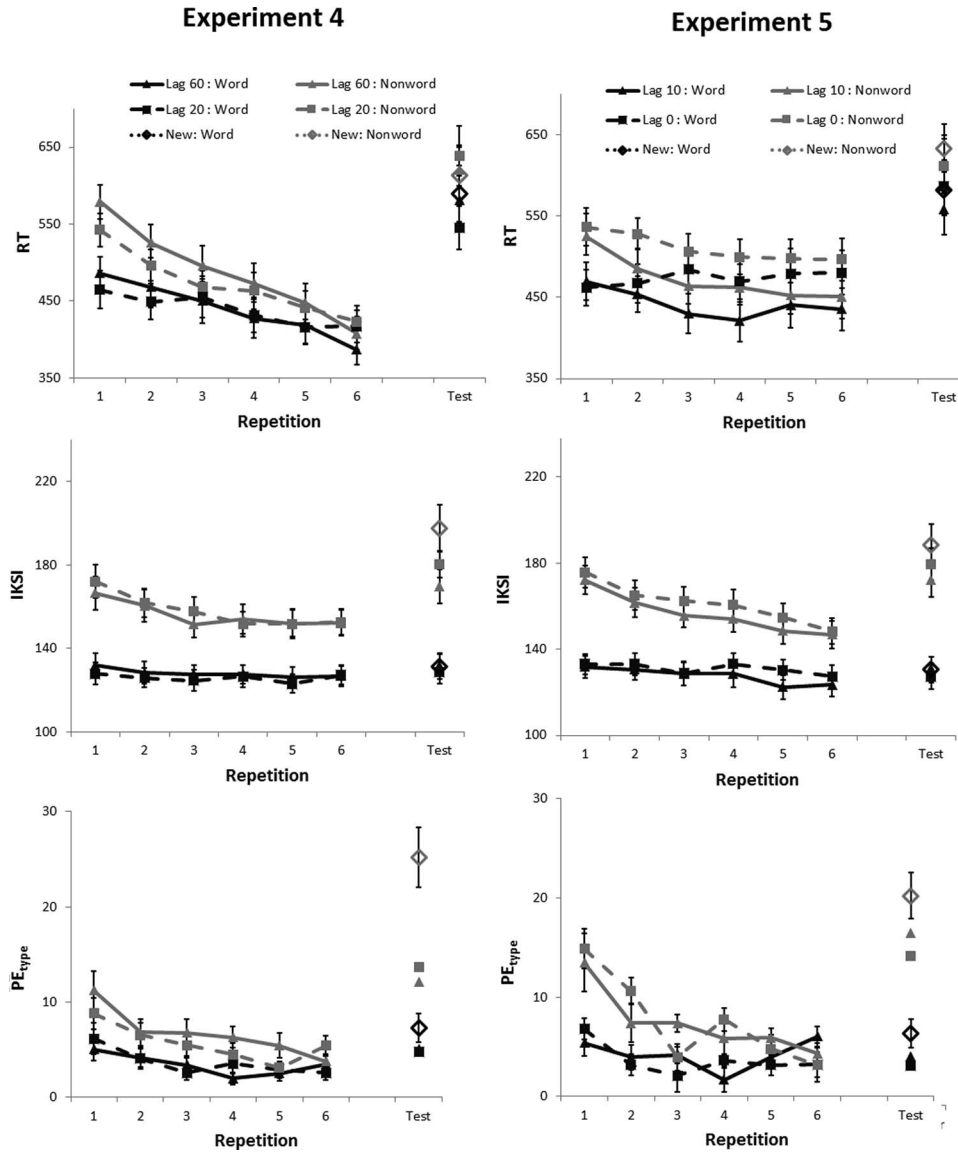 Experiment 4
Experiment 5
Lag 60 : Word
Lag 60 : Nonword
Lag 20 : Word
Lag 20 : Nonword
New: Word
New: Nonword
650
550
450
350
RT
1 2 3 4 5 6 Test
Repetition
Lag 10 : Word
Lag 10 : Nonword
Lag 0 : Word
Lag 0 : Nonword
New: Word
New: Nonword
650
550
450
350
RT
1 2 3 4 5 6 Test
Repetition
220
180
140
100
IKSI
1 2 3 4 5 6 Test
Repetition
220
180
140
100
IKSI
1 2 3 4 5 6 Test
Repetition
30
20
10
0
PEtype
1 2 3 4 5 6 Test
Repetition
30
20
10
0
PEtype
1 2 3 4 5 6 Test
Repetition